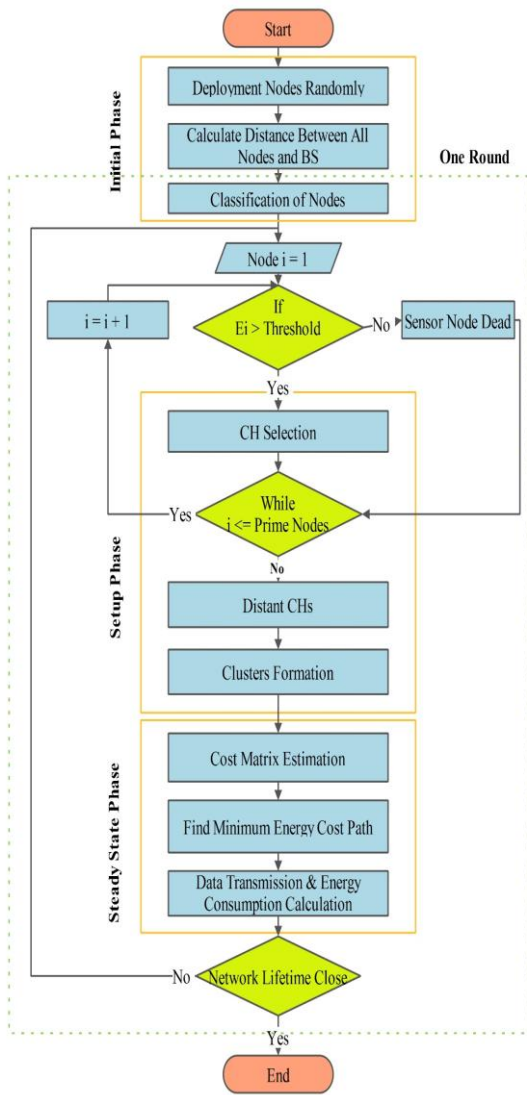 Start
Initial Phase
Deployment Nodes Randomly
Calculate Distance Between All
Nodes and BS
One Round
Classification of Nodes
Node i = 1
i = i + 1
If
Ei > Threshold
No
Sensor Node Dead
Yes
Setup Phase
CH Selection
Yes
While
i <= Prime Nodes
No
Distant CHs
Clusters Formation
Steady State Phase
Cost Matrix Estimation
Find Minimum Energy Cost Path
Data Transmission & Energy
Consumption Calculation
No
Network Lifetime Close
Yes
End